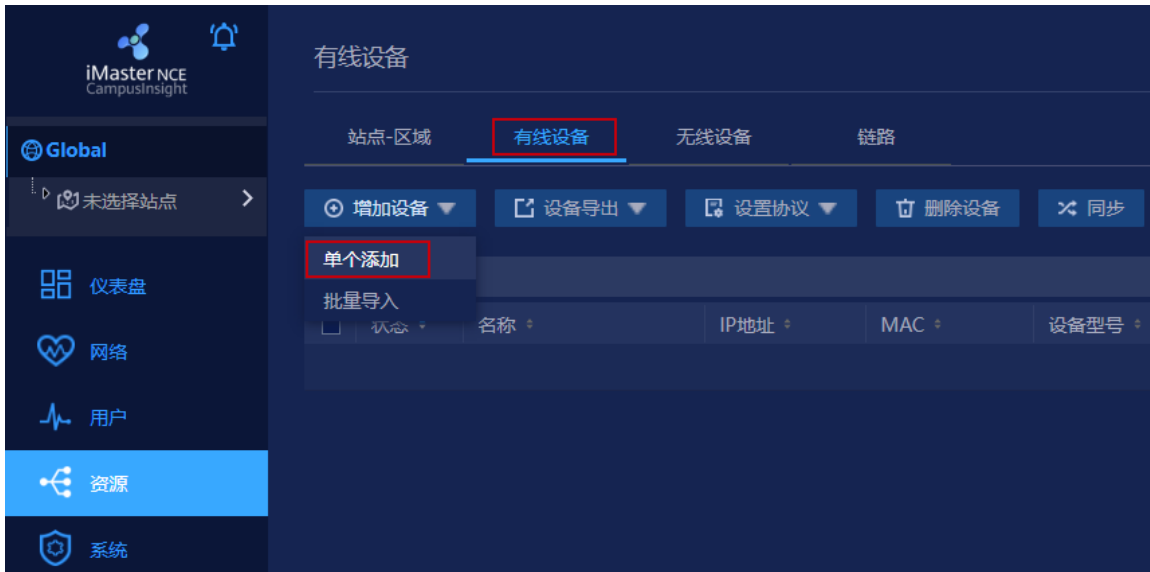 iMaster NCE
CampusInsight
Global
未选择站点
仪表盘
网络
用户
资源
系统
有线设备
站点-区域 有线设备 无线设备 链路
增加设备 设备导出 设置协议 删除设备 同步
单个添加
批量导入
状态 名称 IP地址 MAC 设备型号